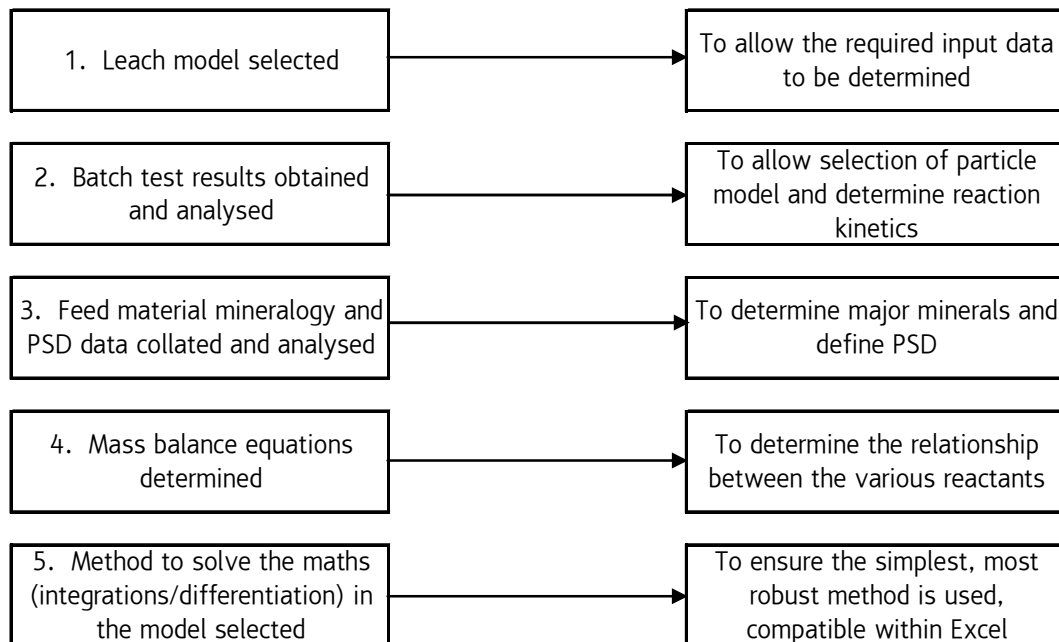 1. Leach model selected
To allow the required input data
to be determined
2. Batch test results obtained
and analysed
To allow selection of particle
model and determine reaction
kinetics
3. Feed material mineralogy and
PSD data collated and analysed
To determine major minerals and
define PSD
4. Mass balance equations
determined
To determine the relationship
between the various reactants
5. Method to solve the maths
(integrations/differentiation) in
the model selected
To ensure the simplest, most
robust method is used,
compatible within Excel